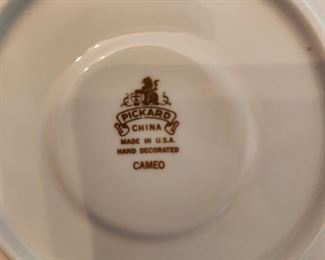 PICKARD
CHINA
MADE IN U.S.A.
HAND DECORATED
CAMEO